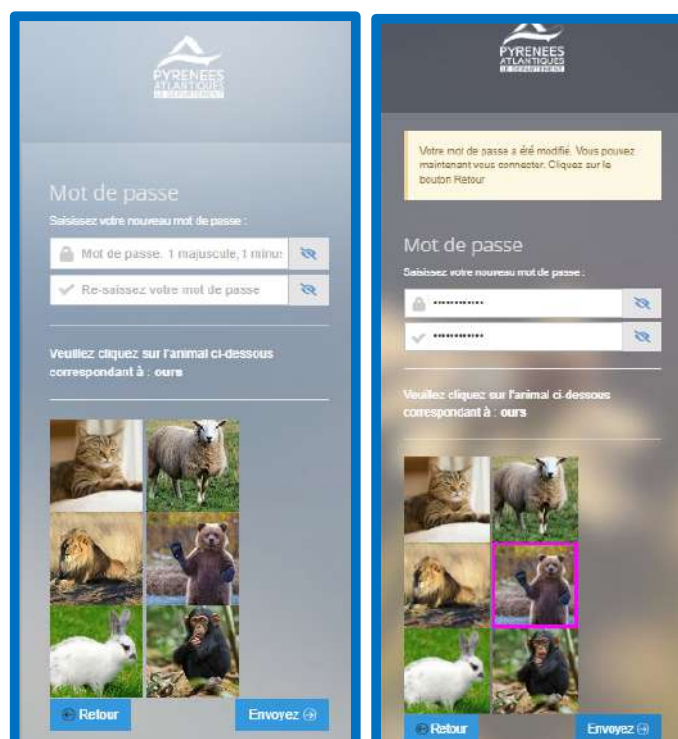 PYRENEES
ATLANTIQUES
LE DEPARTEMENT
Mot de passe
Saisissez votre nouveau mot de passe :
Mot de passe. 1 majuscule, 1 minus
Re-saissez votre mot de passe
Veuillez cliquez sur l'animal ci-dessous
correspondant à : ours
Retour
Envoyez
PYRENEES
ATLANTIQUES
LE DEPARTEMENT
Votre mot de passe a été modifié. Vous pouvez
maintenant vous connecter. Cliquez sur le
bouton Retour
Mot de passe
Saisissez votre nouveau mot de passe :
Veuillez cliquez sur l'animal ci-dessous
correspondant à : ours
Retour
Envoyez